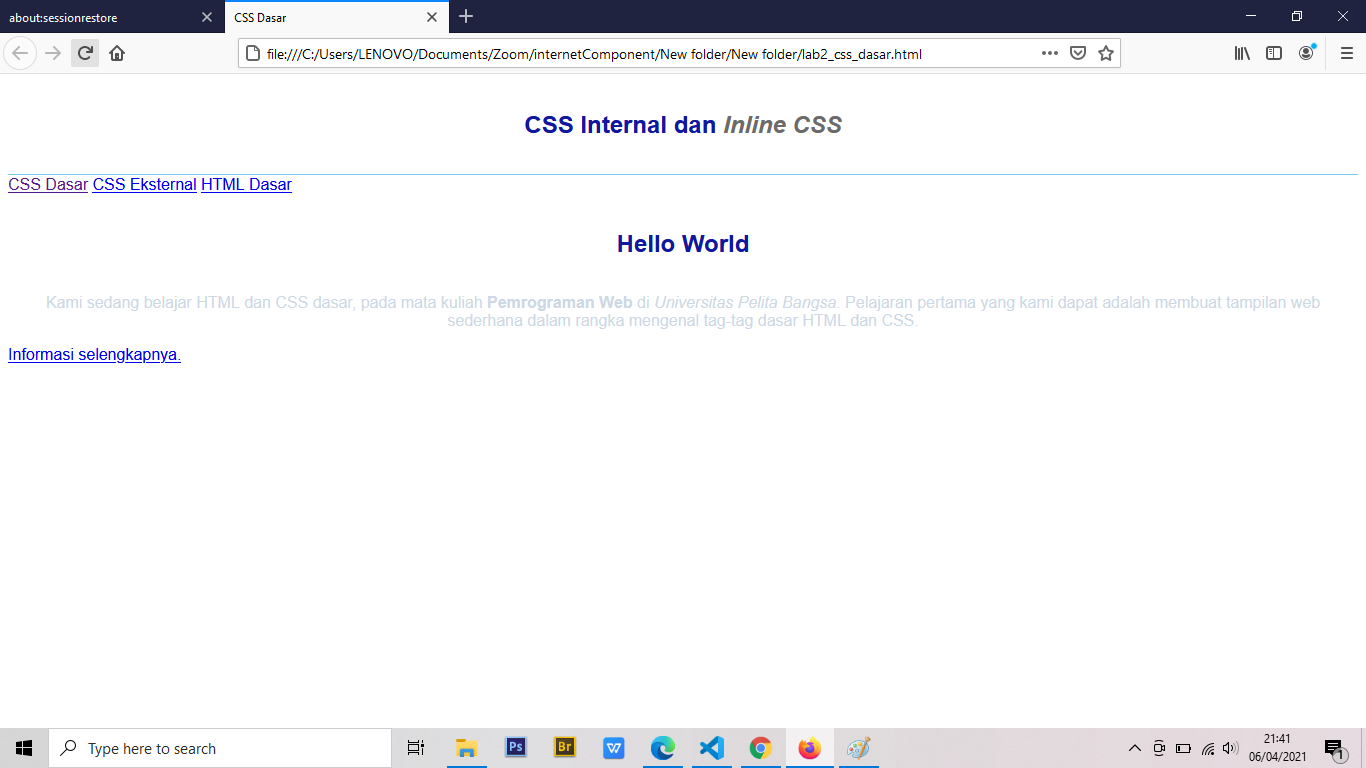 about:sessionrestore
CSS Dasar
file:///C:/Users/LENOVO/Documents/Zoom/internetComponent/New folder/New folder/lab2_css_dasar.html
CSS Internal dan Inline CSS
CSS Dasar CSS Eksternal HTML Dasar
Hello World
Kami sedang belajar HTML dan CSS dasar, pada mata kuliah Pemrograman Web di Universitas Pelita Bangsa. Pelajaran pertama yang kami dapat adalah membuat tampilan web
sederhana dalam rangka mengenal tag-tag dasar HTML dan CSS.
Informasi selengkapnya.
Type here to search
Ps
Br
W
21:41
06/04/2021
1